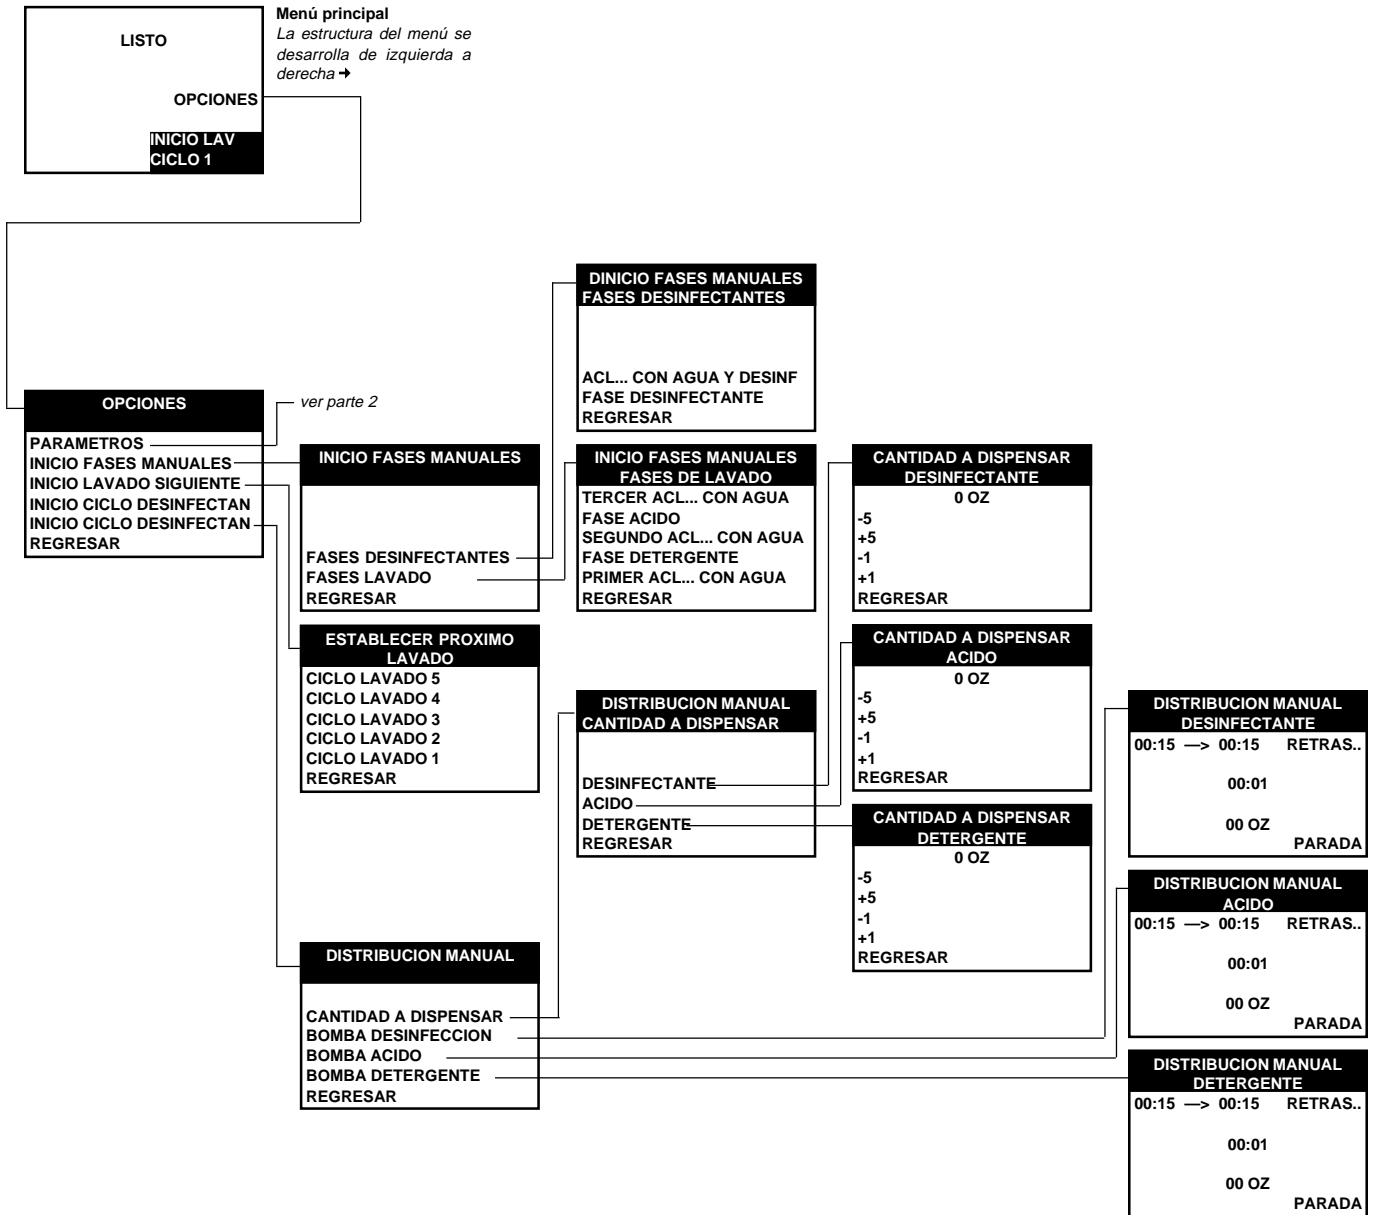 LISTO
OPCIONES
INICIO LAV
CICLO 1
Menú principal
La estructura del menú se
desarrolla de izquierda a
derecha ➔
OPCIONES
PARAMETROS
INICIO FASES MANUALES
INICIO LAVADO SIGUIENTE
INICIO CICLO DESINFECTAN
INICIO CICLO DESINFECTAN
REGRESAR
ver parte 2
INICIO FASES MANUALES
FASES DESINFECTANTES
FASES LAVADO
REGRESAR
ESTABLECER PROXIMO
LAVADO
CICLO LAVADO 5
CICLO LAVADO 4
CICLO LAVADO 3
CICLO LAVADO 2
CICLO LAVADO 1
REGRESAR
DISTRIBUCION MANUAL
CANTIDAD A DISPENSAR
BOMBA DESINFECCION
BOMBA ACIDO
BOMBA DETERGENTE
REGRESAR
DINICIO FASES MANUALES
FASES DESINFECTANTES
ACL... CON AGUA Y DESINF
FASE DESINFECTANTE
REGRESAR
INICIO FASES MANUALES
FASES DE LAVADO
TERCER ACL... CON AGUA
FASE ACIDO
SEGUNDO ACL... CON AGUA
FASE DETERGENTE
PRIMER ACL... CON AGUA
REGRESAR
DISTRIBUCION MANUAL
CANTIDAD A DISPENSAR
DESINFECTANTE
ACIDO
DETERGENTE
REGRESAR
CANTIDAD A DISPENSAR
DESINFECTANTE
0 OZ
-5
+5
-1
+1
REGRESAR
CANTIDAD A DISPENSAR
ACIDO
0 OZ
-5
+5
-1
+1
REGRESAR
CANTIDAD A DISPENSAR
DETERGENTE
0 OZ
-5
+5
-1
+1
REGRESAR
DISTRIBUCION MANUAL
DESINFECTANTE
00:15 —> 00:15 RETRAS..
00:01
00 OZ
PARADA
DISTRIBUCION MANUAL
ACIDO
00:15 —> 00:15 RETRAS..
00:01
00 OZ
PARADA
DISTRIBUCION MANUAL
DETERGENTE
00:15 —> 00:15 RETRAS..
00:01
00 OZ
PARADA